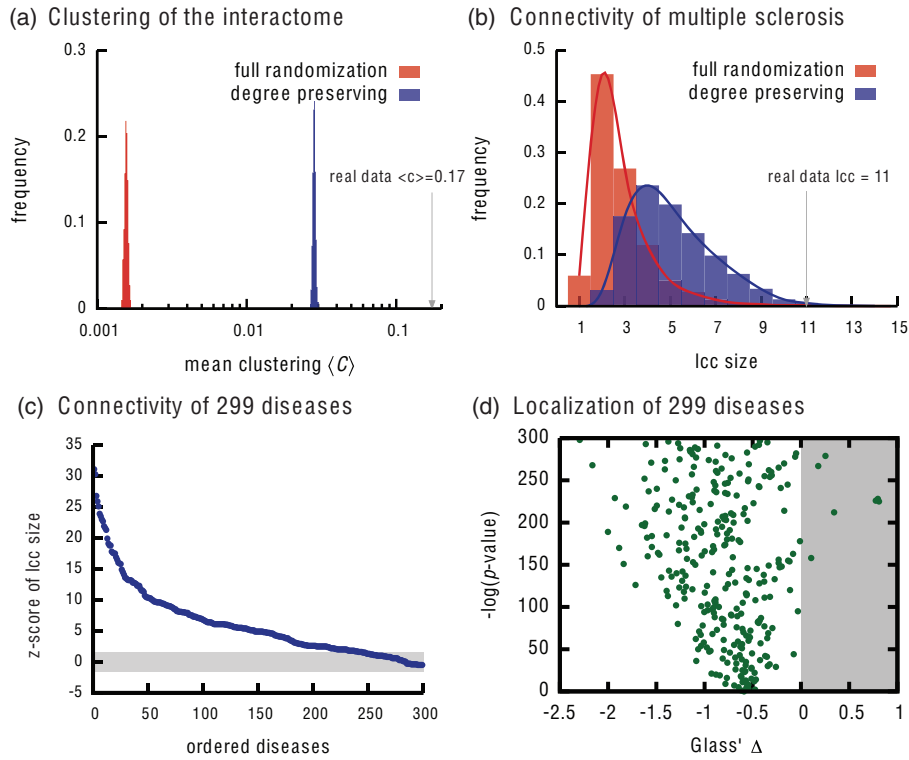 (a) Clustering of the interactome
0.3
0.2
0.1
0
frequency
full randomization
degree preserving
real data <c>=0.17
0.001
0.01
0.1
mean clustering ⟨C⟩
(b) Connectivity of multiple sclerosis
0.5
0.4
0.3
0.2
0.1
0
frequency
full randomization
degree preserving
real data lcc = 11
1 3 5 7 9 11 13 15
lcc size
(c) Connectivity of 299 diseases
35
30
25
20
15
10
5
0
-5
z-score of lcc size
0 50 100 150 200 250 300
ordered diseases
(d) Localization of 299 diseases
300
250
200
150
100
50
0
-log(p-value)
-2.5 -2 -1.5 -1 -0.5 0 0.5 1
Glass' Δ